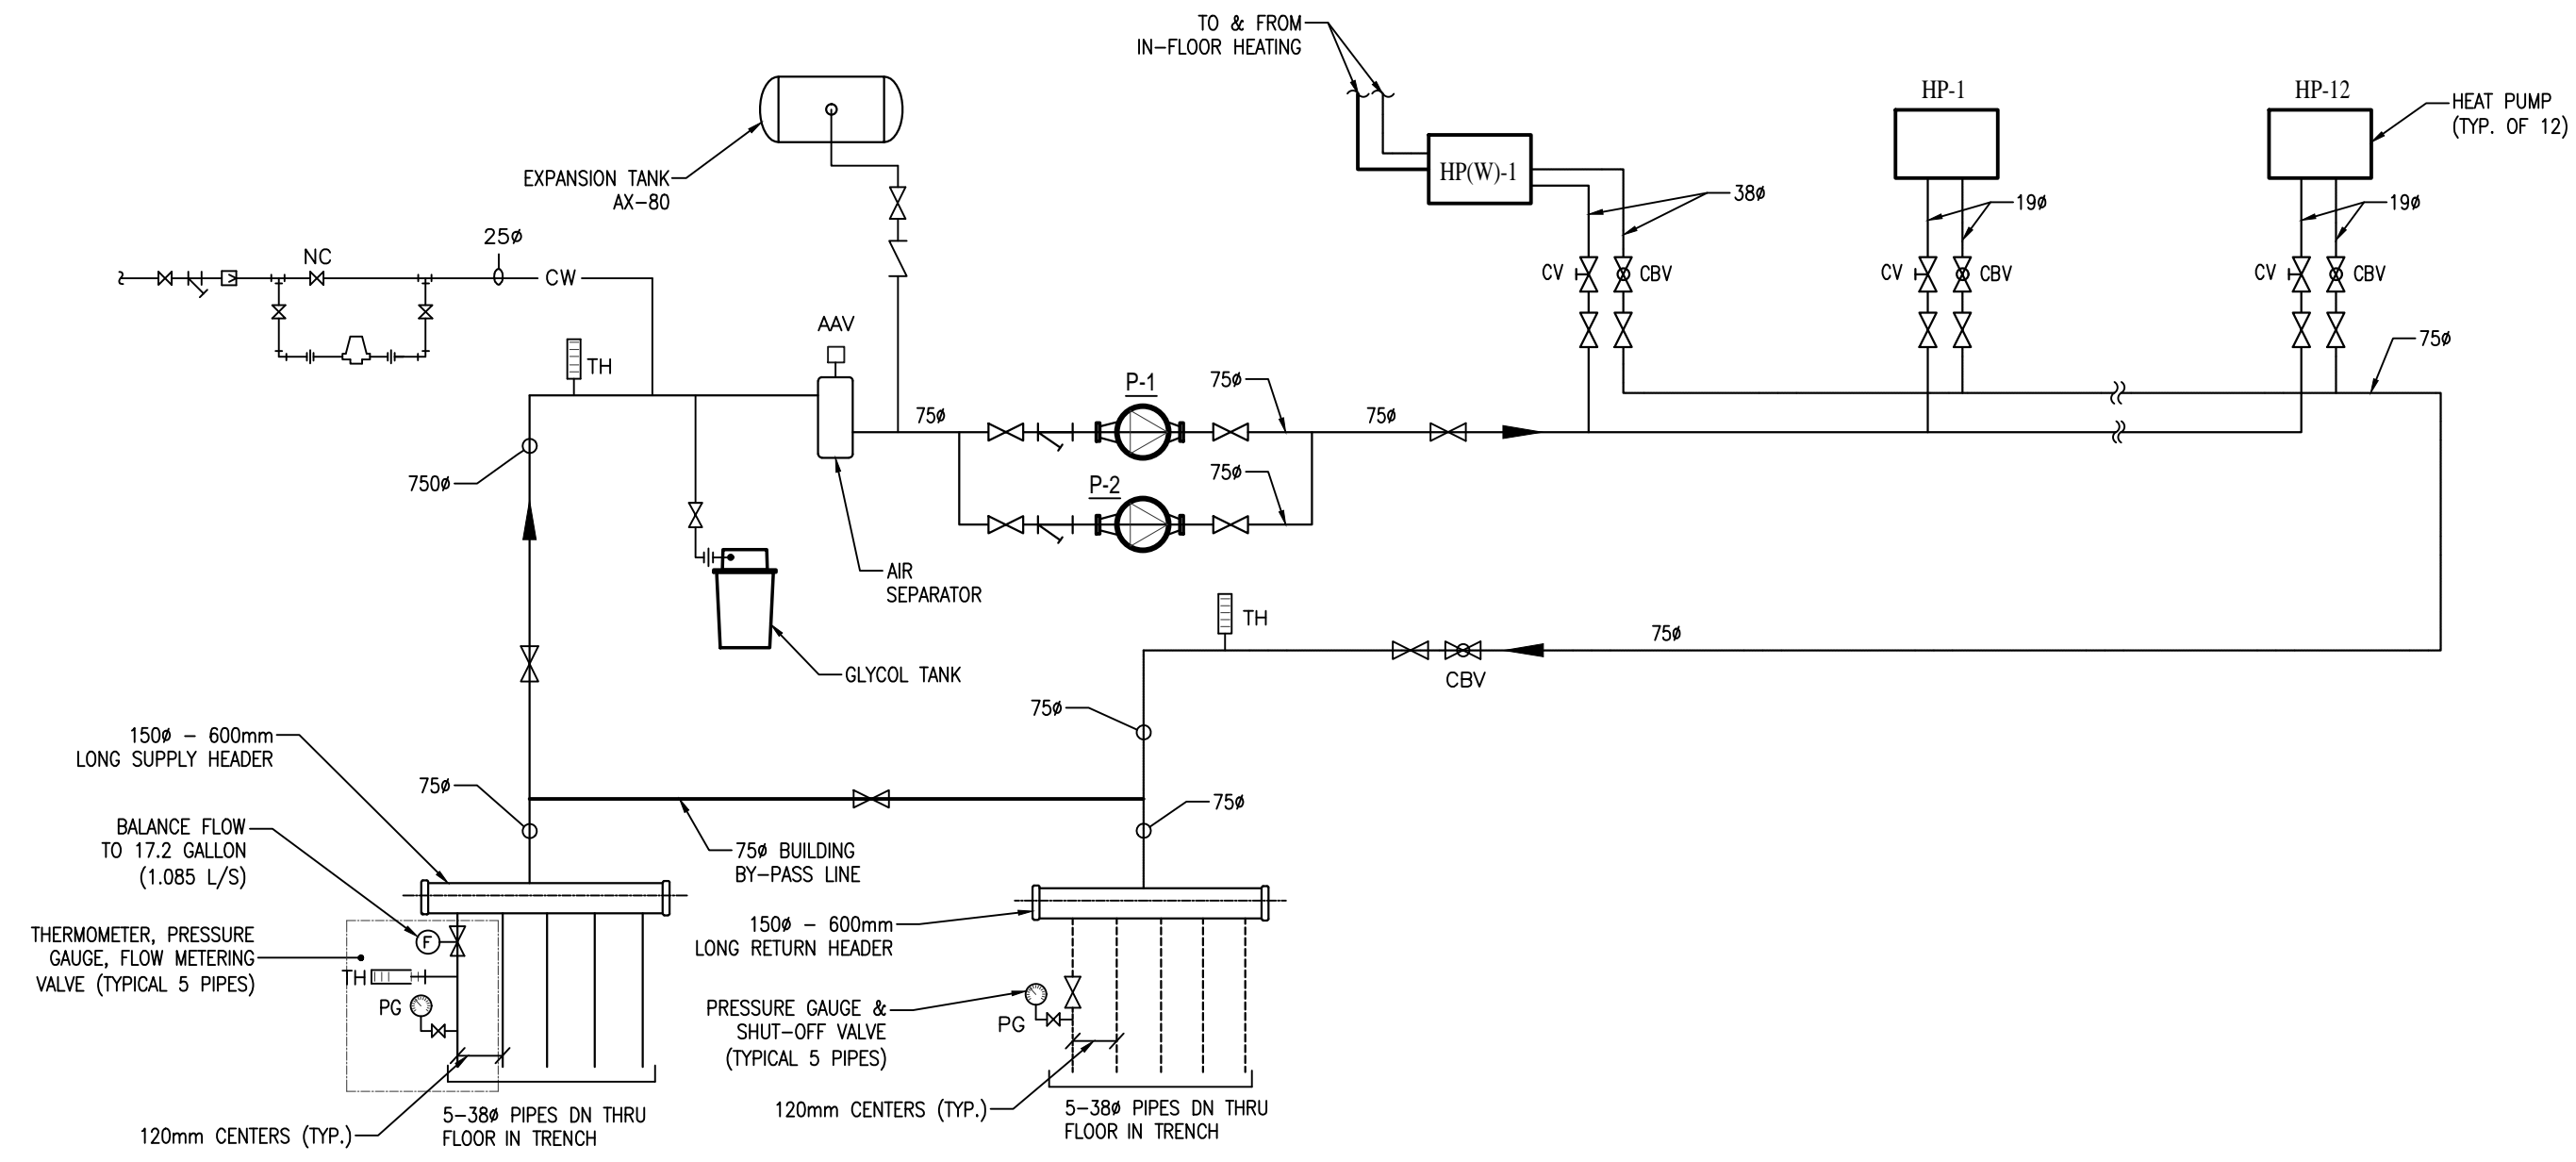 TO & FROM
IN-FLOOR HEATING
HP-1
HP-12
HEAT PUMP
(TYP. OF 12)
EXPANSION TANK
AX-80
HP(W)-1
38ø
19ø
19ø
25ø
NC
CW
CV
CBV
CV
CBV
CV
CBV
AAV
TH
75ø
P-1
75ø
75ø
75ø
750ø
75ø
P-2
AIR
SEPARATOR
TH
GLYCOL TANK
75ø
CBV
75ø
150ø - 600mm
LONG SUPPLY HEADER
75ø
75ø
BALANCE FLOW
TO 17.2 GALLON
(1.085 L/S)
75ø BUILDING
BY-PASS LINE
THERMOMETER, PRESSURE
GAUGE, FLOW METERING
VALVE (TYPICAL 5 PIPES)
F
TH
PG
150ø - 600mm
LONG RETURN HEADER
PRESSURE GAUGE &
SHUT-OFF VALVE
(TYPICAL 5 PIPES)
PG
120mm CENTERS (TYP.)
5-38ø PIPES DN THRU
FLOOR IN TRENCH
120mm CENTERS (TYP.)
5-38ø PIPES DN THRU
FLOOR IN TRENCH